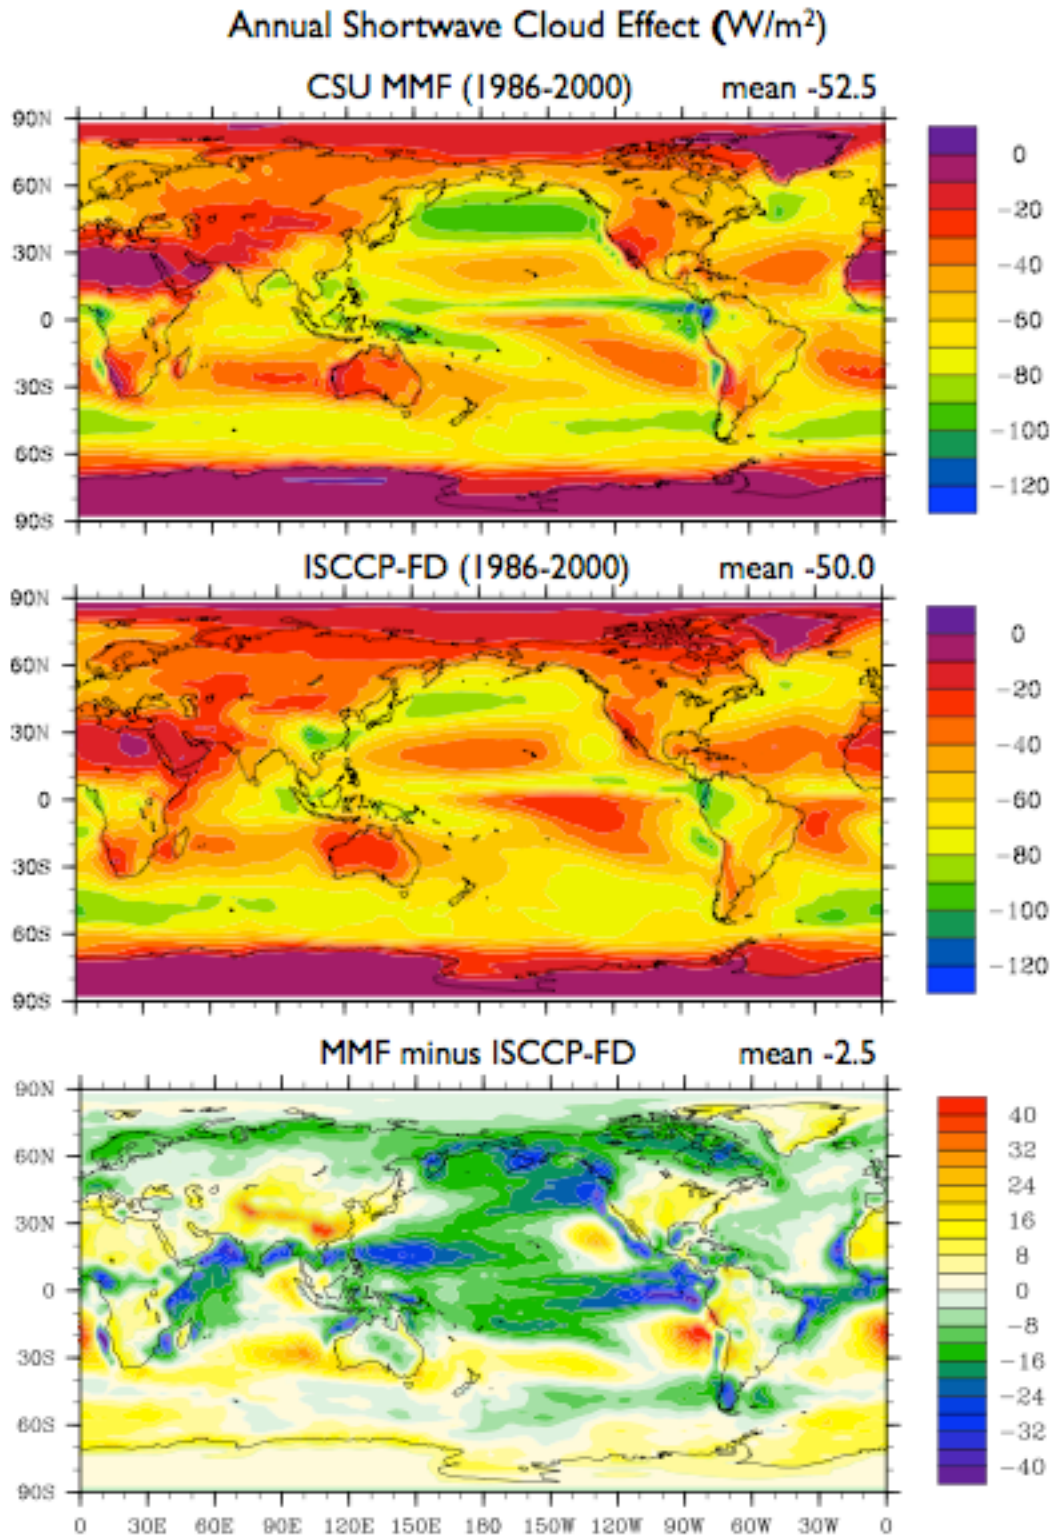 Annual Shortwave Cloud Effect (W/m²)
CSU MMF (1986-2000) mean -52.5
90N
60N
30N
0
30S
60S
90S
0
-20
-40
-60
-80
-100
-120
ISCCP-FD (1986-2000) mean -50.0
90N
60N
30N
0
30S
60S
90S
0
-20
-40
-60
-80
-100
-120
MMF minus ISCCP-FD mean -2.5
90N
60N
30N
0
30S
60S
90S
40
32
24
16
8
0
-8
-16
-24
-32
-40
0 30E 60E 90E 120E 150E 180 150W 120W 90W 60W 30W 0